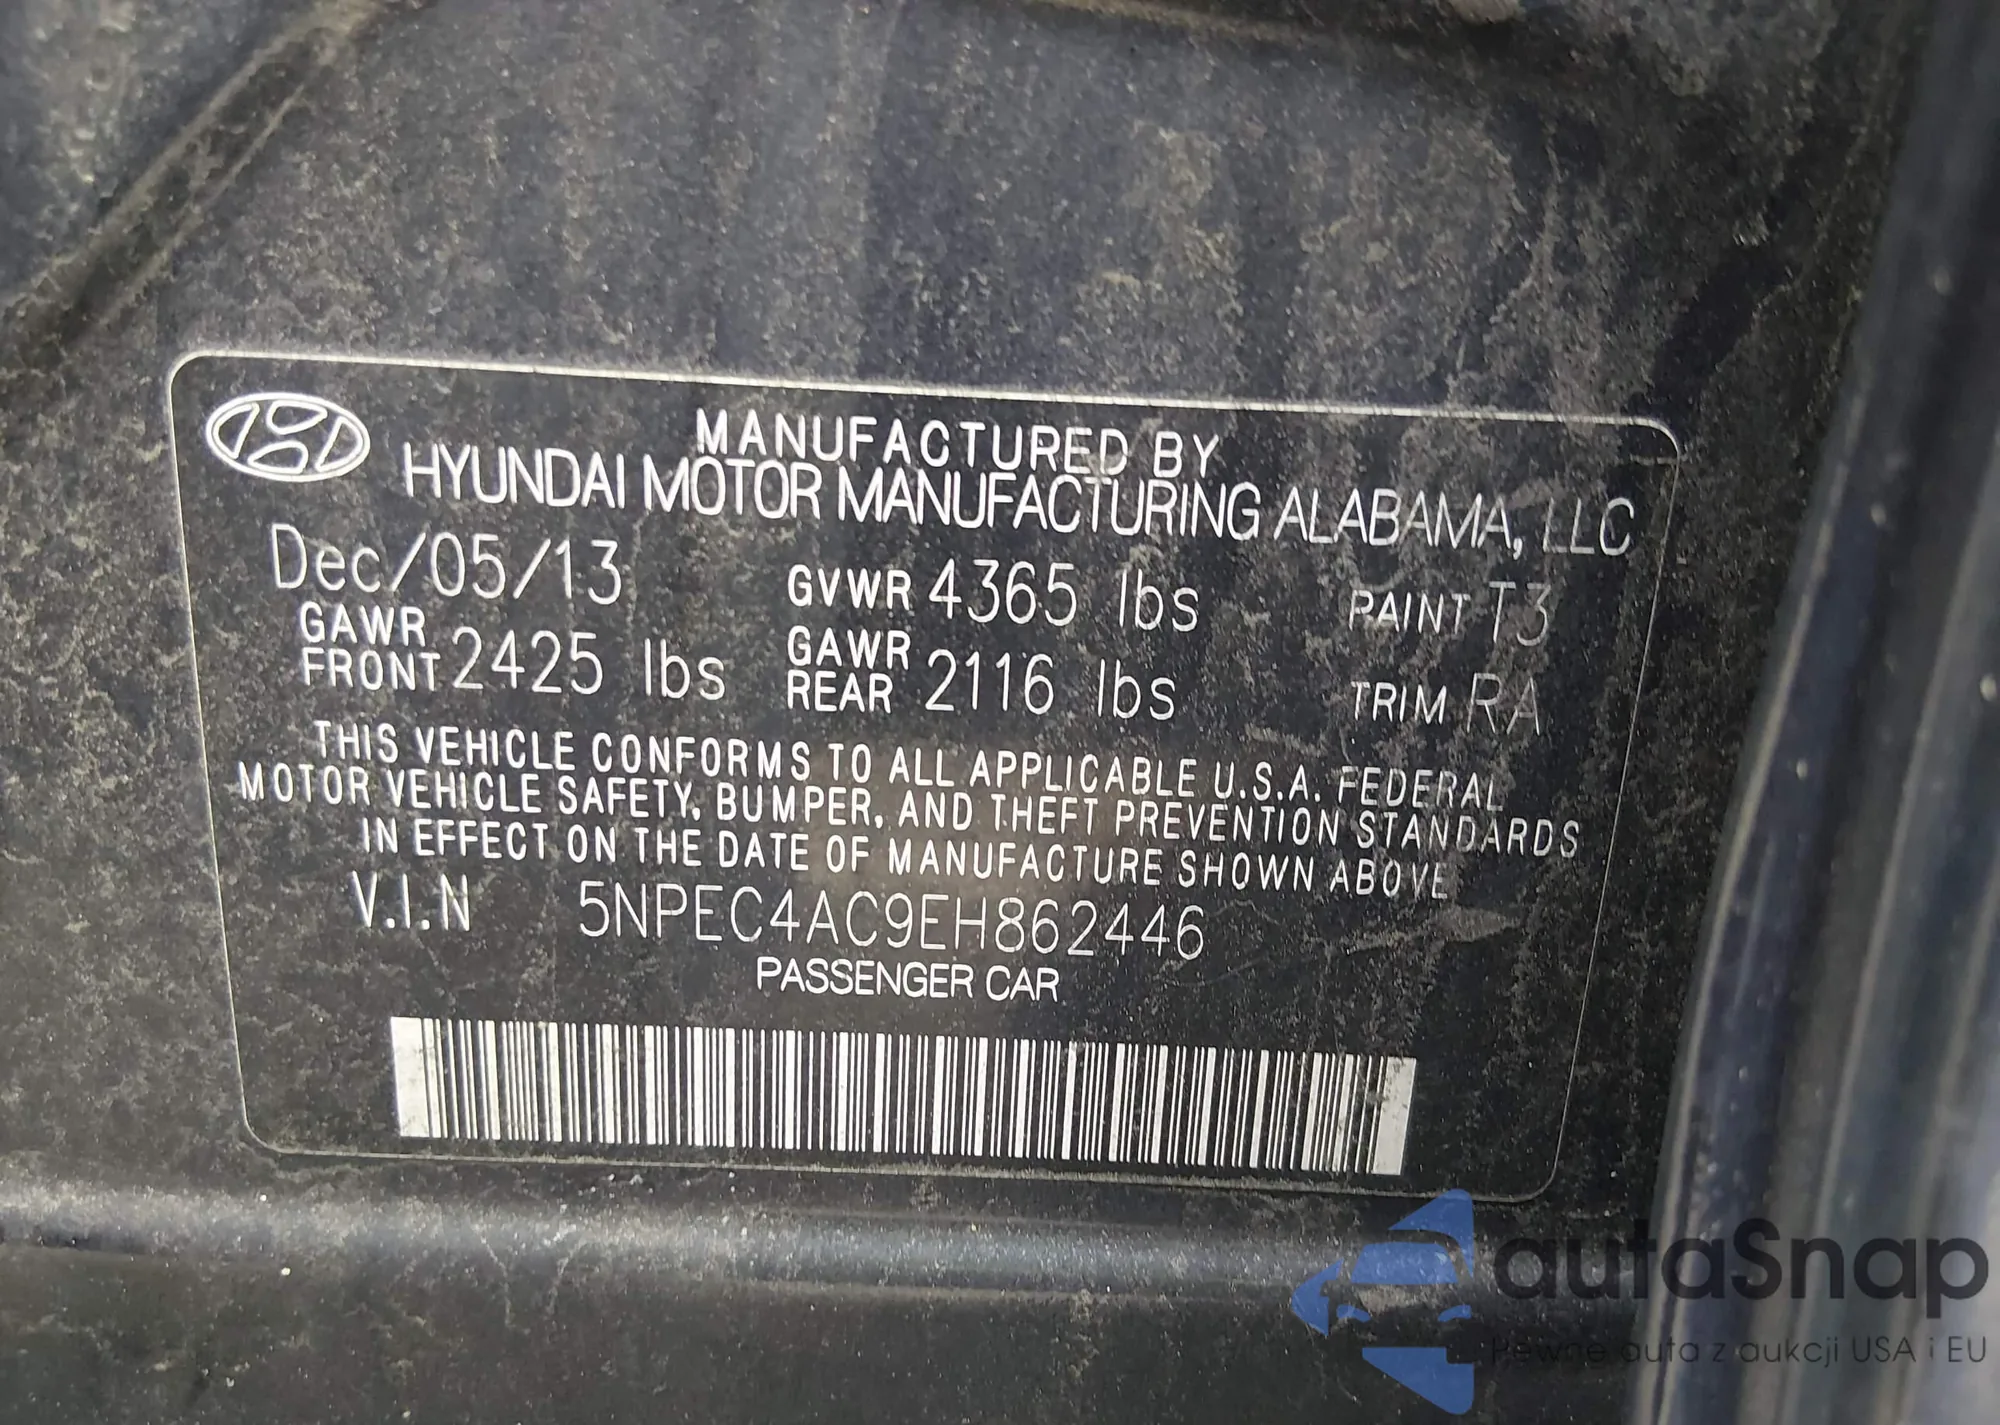 MANUFACTURED BY
HYUNDAI MOTOR MANUFACTURING ALABAMA, LLC
Dec/05/13 GVWR 4365 lbs PAINT T3
GAWR FRONT 2425 lbs GAWR REAR 2116 lbs TRIM RA
THIS VEHICLE CONFORMS TO ALL APPLICABLE U.S.A. FEDERAL
MOTOR VEHICLE SAFETY, BUMPER, AND THEFT PREVENTION STANDARDS
IN EFFECT ON THE DATE OF MANUFACTURE SHOWN ABOVE
V.I.N 5NPEC4AC9EH862446
PASSENGER CAR
autaSnap
Pewne auta z aukcji USA i EU